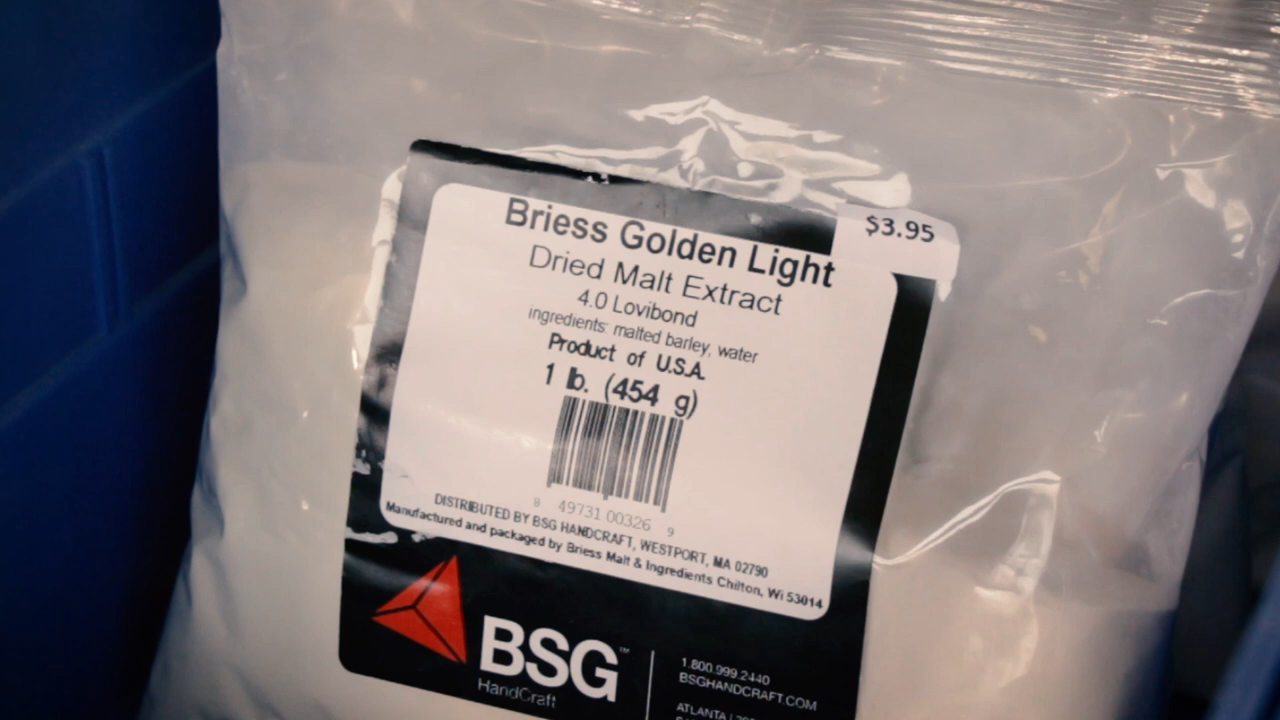 $3.95
Briess Golden Light
Dried Malt Extract
4.0 Lovibond
ingredients: malted barley, water
Product of U.S.A.
1 lb. (454 g)
8 49731 00326 9
DISTRIBUTED BY BSG HANDCRAFT, WESTPORT, MA 02790
Manufactured and packaged by Briess Malt & Ingredients Chilton, Wi 53014
BSG™
HandCraft
1.800.999.2440
BSGHANDCRAFT.COM
ATLANTA |